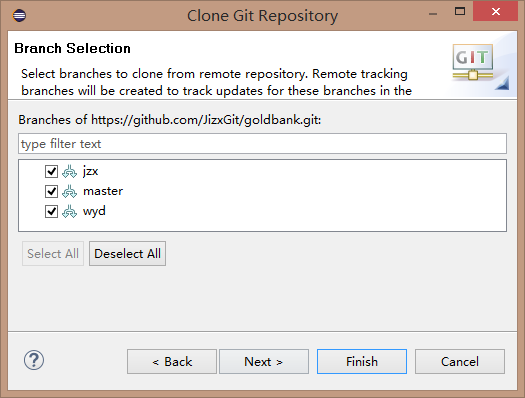 Clone Git Repository
Branch Selection
Select branches to clone from remote repository. Remote tracking
branches will be created to track updates for these branches in the
GIT
Branches of https://github.com/JizxGit/goldbank.git:
type filter text
jzx
master
wyd
Select All
Deselect All
?
< Back
Next >
Finish
Cancel